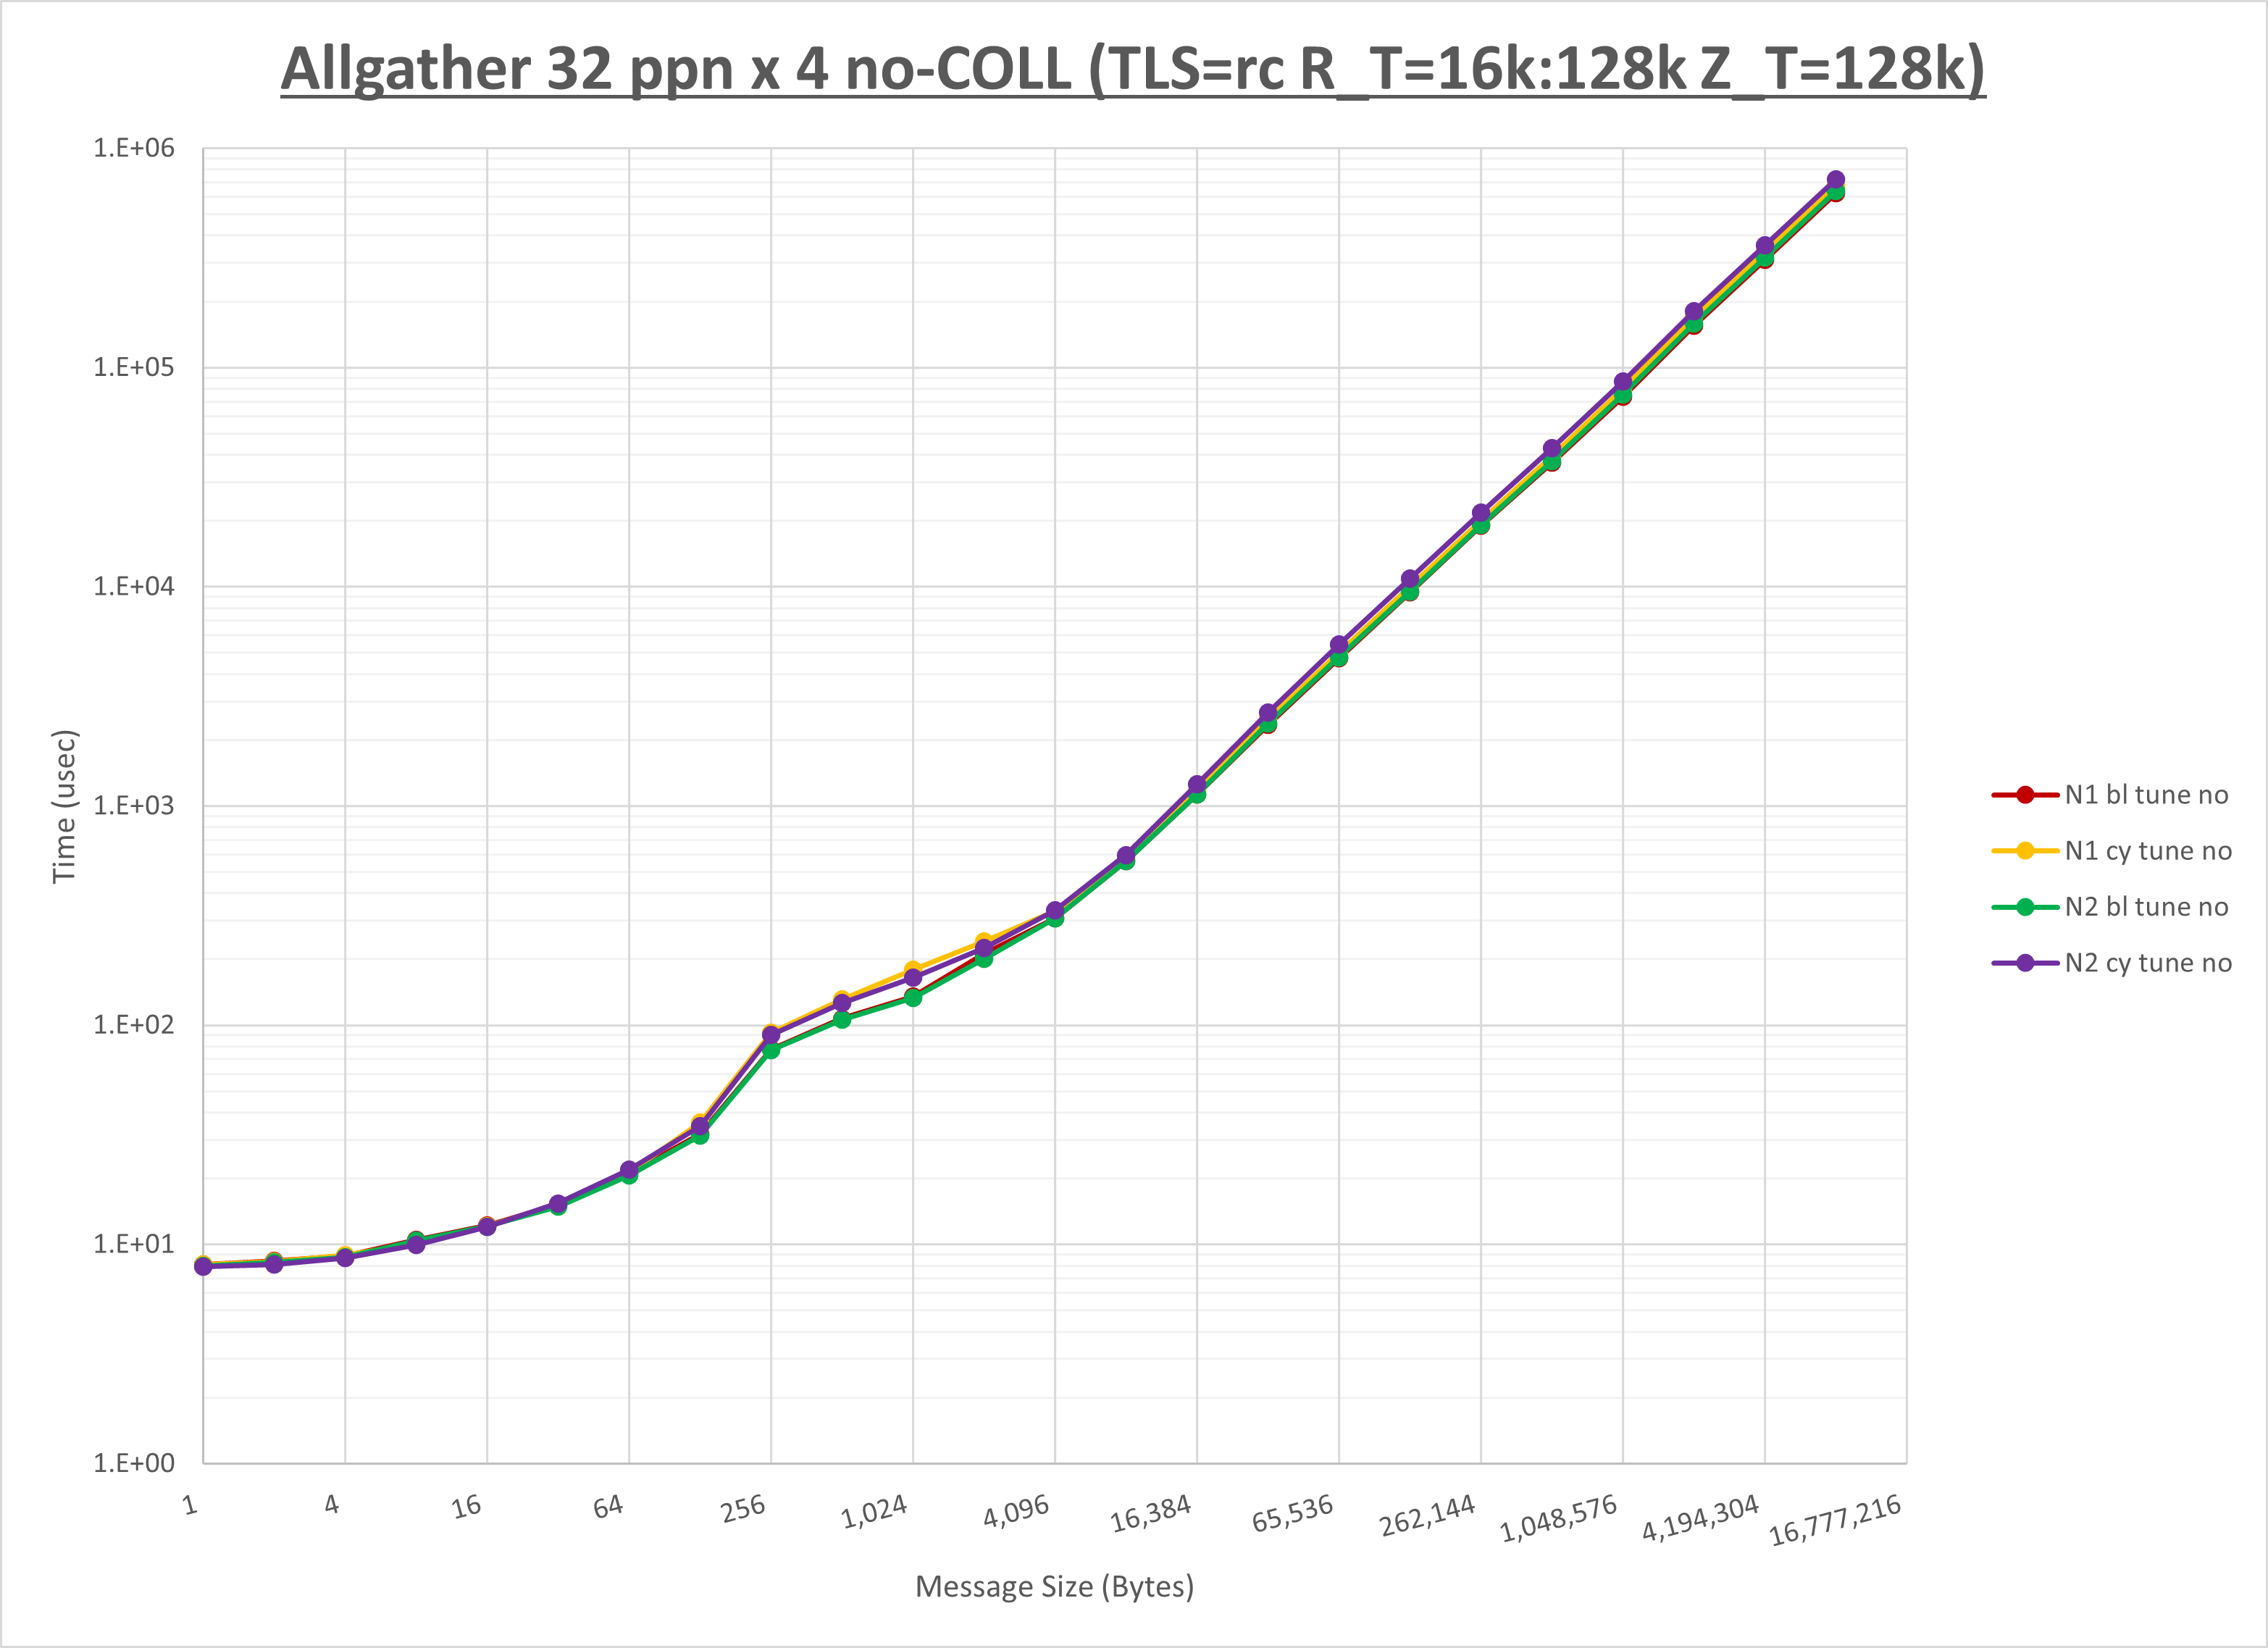 Allgather 32 ppn x 4 no-COLL (TLS=rc R_T=16k:128k Z_T=128k)
1.E+06
1.E+05
1.E+04
1.E+03
1.E+02
1.E+01
1.E+00
Time (usec)
1
4
16
64
256
1,024
4,096
16,384
65,536
262,144
1,048,576
4,194,304
16,777,216
Message Size (Bytes)
N1 bl tune no
N1 cy tune no
N2 bl tune no
N2 cy tune no